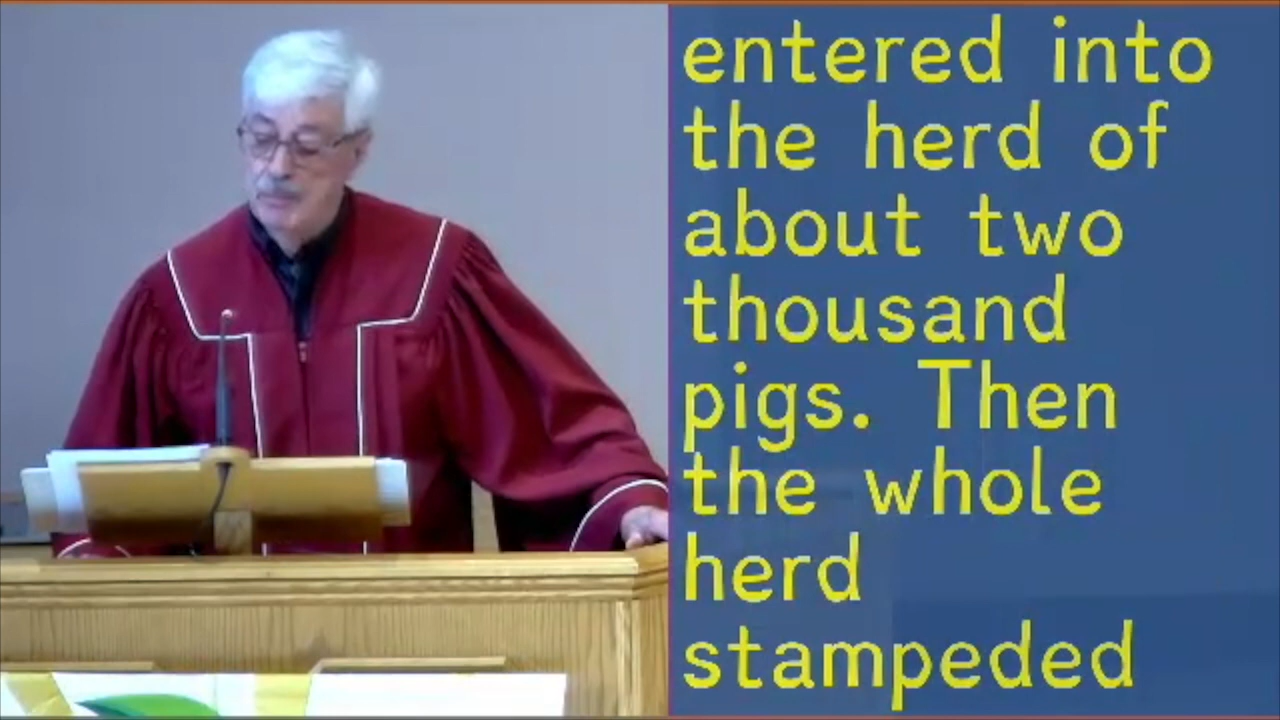 entered into
the herd of
about two
thousand
pigs. Then
the whole
herd
stampeded